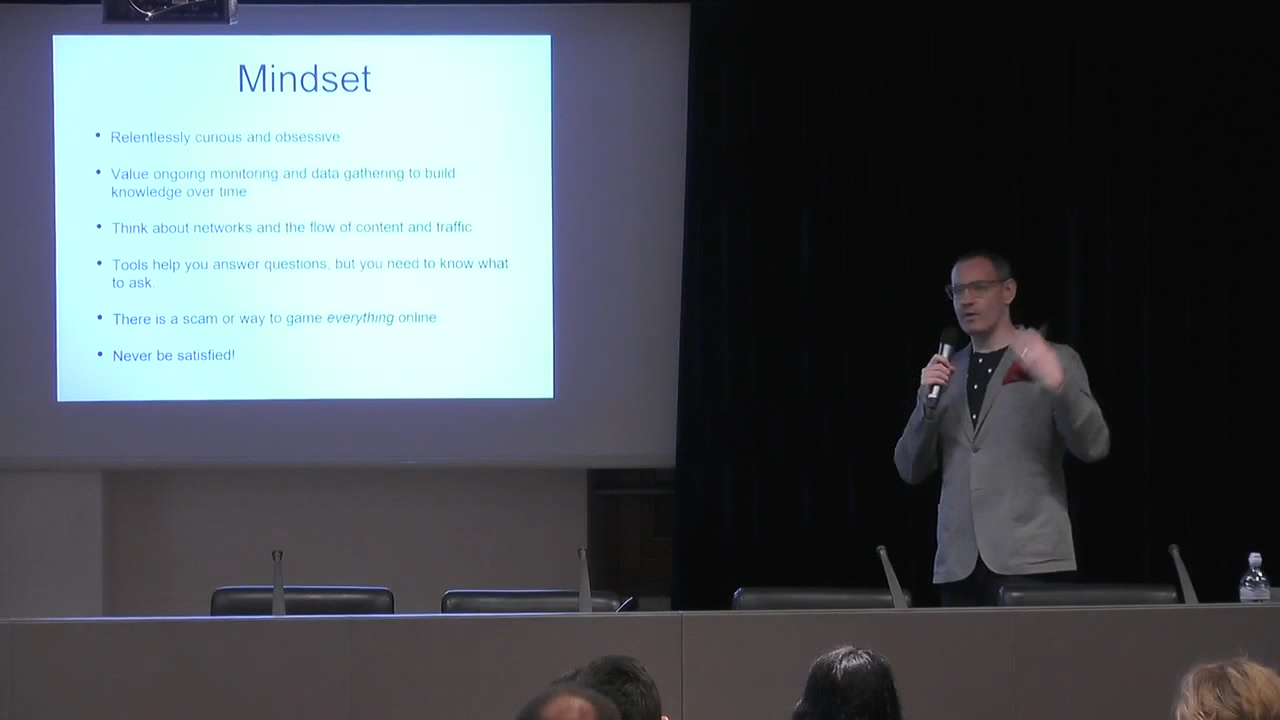 Mindset
• Relentlessly curious and obsessive
• Value ongoing monitoring and data gathering to build
knowledge over time
• Think about networks and the flow of content and traffic
• Tools help you answer questions, but you need to know what
to ask.
• There is a scam or way to game everything online
• Never be satisfied!